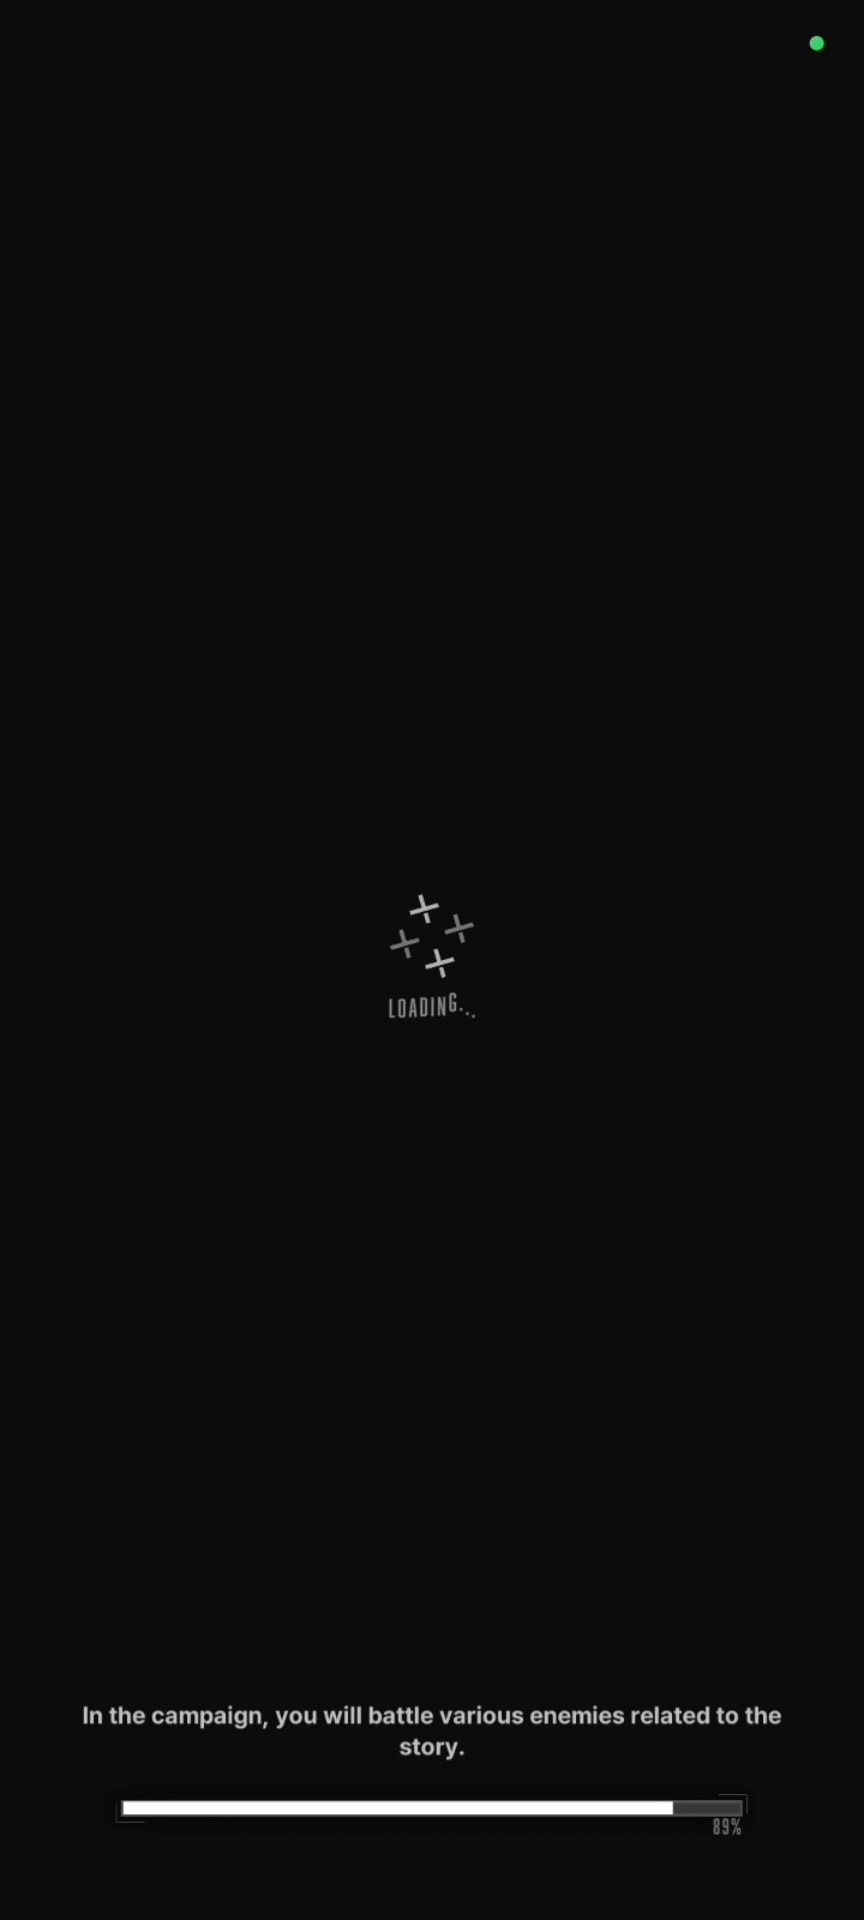 LOADING...
In the campaign, you will battle various enemies related to the
story.
89%